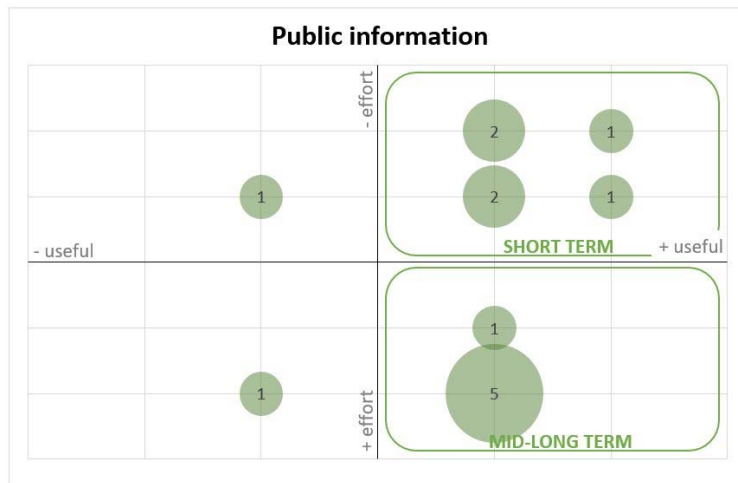 Public information
- effort
2
1
1
2
1
- useful
SHORT TERM
+ useful
1
1
5
+ effort
MID-LONG TERM